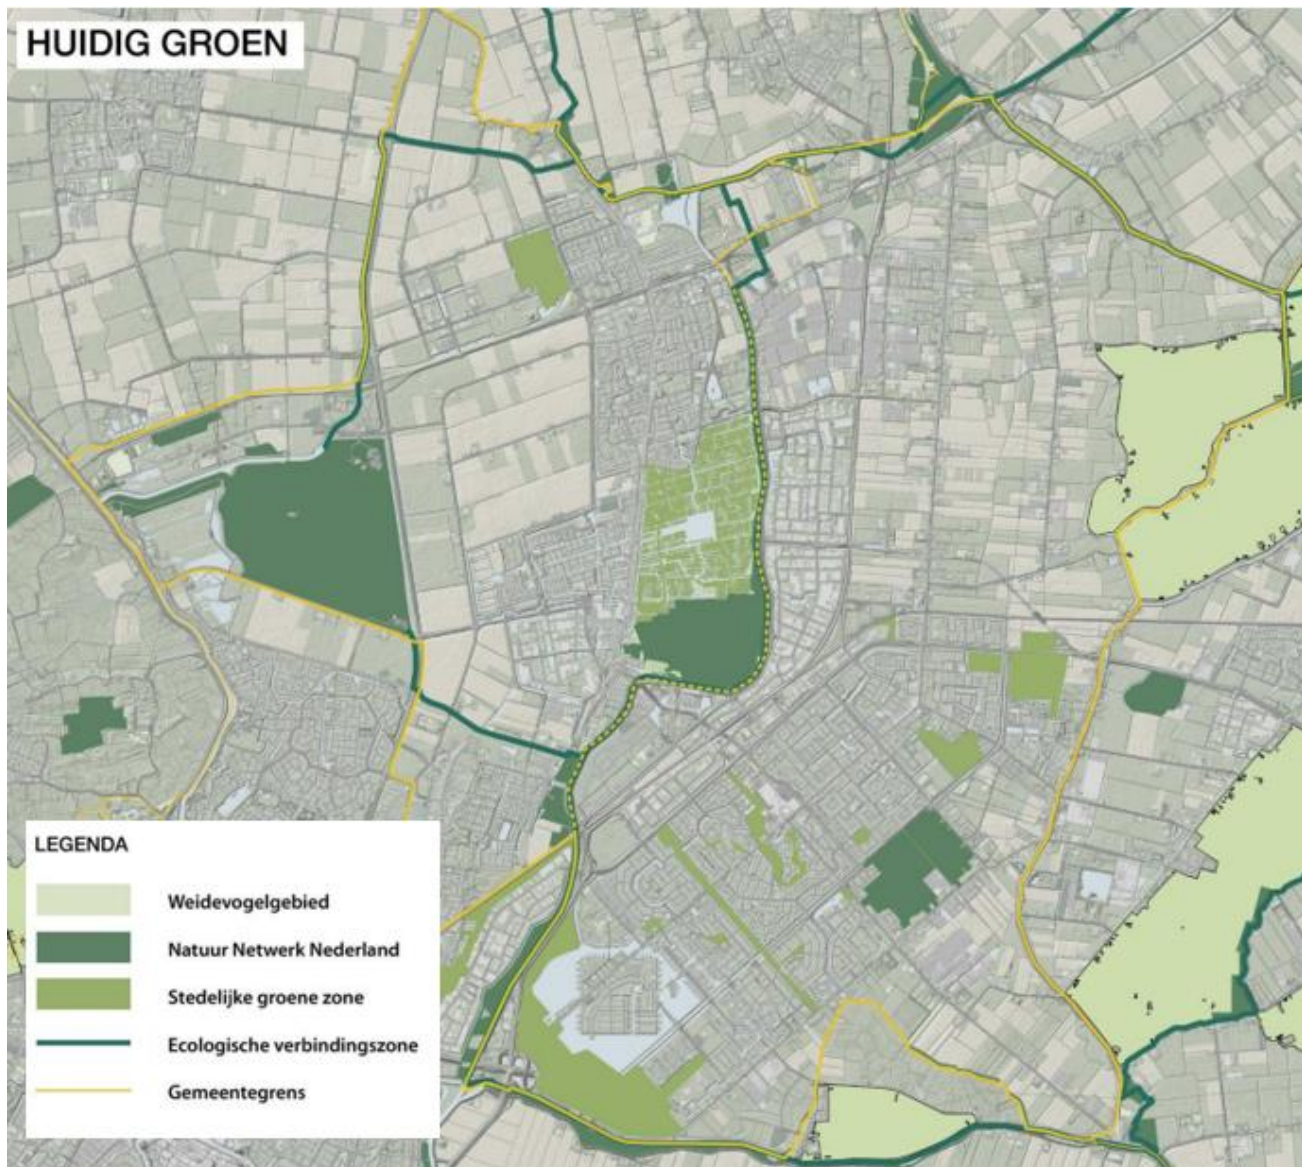 HUIDIG GROEN
LEGENDA
Weidevogelgebied
Natuur Netwerk Nederland
Stedelijke groene zone
Ecologische verbindingszone
Gemeentegrens